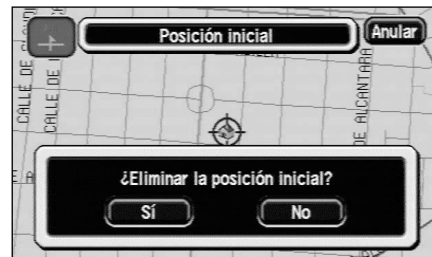 Posición inicial
Anular
CALLE DE
CALLE DE
DE ALCANTARA
¿Eliminar la posición inicial?
Sí
No